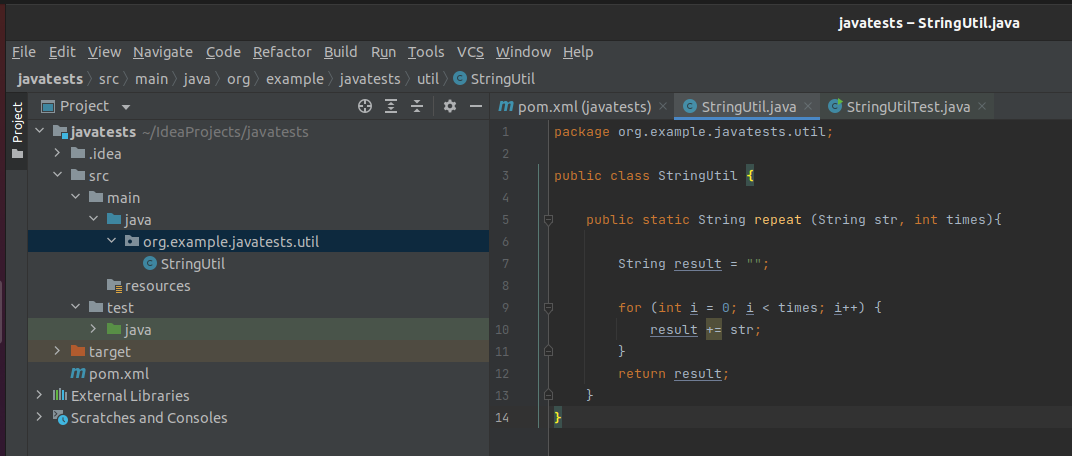 javatests – StringUtil.java
File Edit View Navigate Code Refactor Build Run Tools VCS Window Help
javatests 〉 src 〉 main 〉 java 〉 org 〉 example 〉 javatests 〉 util 〉 StringUtil
Project
Project
pom.xml (javatests) × StringUtil.java × StringUtilTest.java ×
javatests ~/IdeaProjects/javatests
.idea
src
main
java
org.example.javatests.util
StringUtil
resources
test
java
target
pom.xml
External Libraries
Scratches and Consoles
1 package org.example.javatests.util;
2
3 public class StringUtil {
4
5 public static String repeat (String str, int times){
6
7 String result = "";
8
9 for (int i = 0; i < times; i++) {
10 result += str;
11 }
12 return result;
13 }
14 }